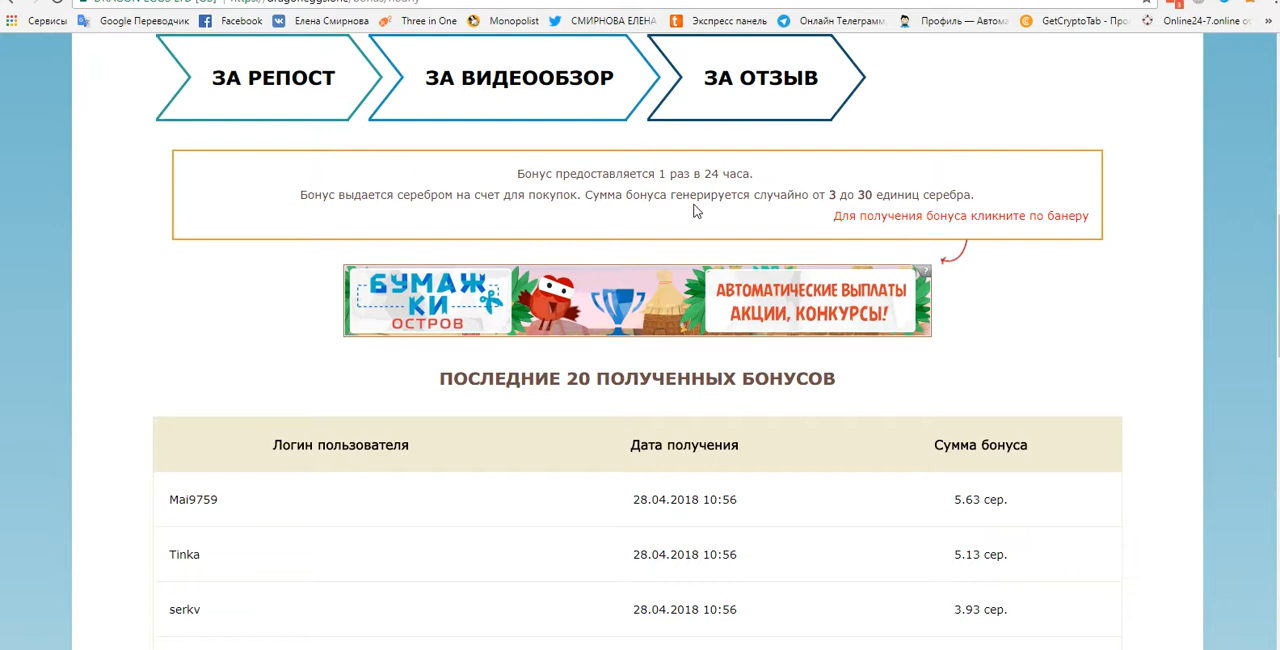 Сервисы
Google Переводчик
Facebook
Елена Смирнова
Three in One
Monopolist
СМИРНОВА ЕЛЕНА
Экспресс панель
Онлайн Телеграмм
Профиль — Автома
GetCryptoTab - Про
Online24-7.online о
»
ЗА РЕПОСТ
ЗА ВИДЕООБЗОР
ЗА ОТЗЫВ
Бонус предоставляется 1 раз в 24 часа.
Бонус выдается серебром на счет для покупок. Сумма бонуса генерируется случайно от 3 до 30 единиц серебра.
Для получения бонуса кликните по банеру
БУМАЖ
КИ
ОСТРОВ
АВТОМАТИЧЕСКИЕ ВЫПЛАТЫ
АКЦИИ, КОНКУРСЫ!
ПОСЛЕДНИЕ 20 ПОЛУЧЕННЫХ БОНУСОВ
Логин пользователя Дата получения Сумма бонуса
Mai9759 28.04.2018 10:56 5.63 сер.
Tinka 28.04.2018 10:56 5.13 сер.
serkv 28.04.2018 10:56 3.93 сер.